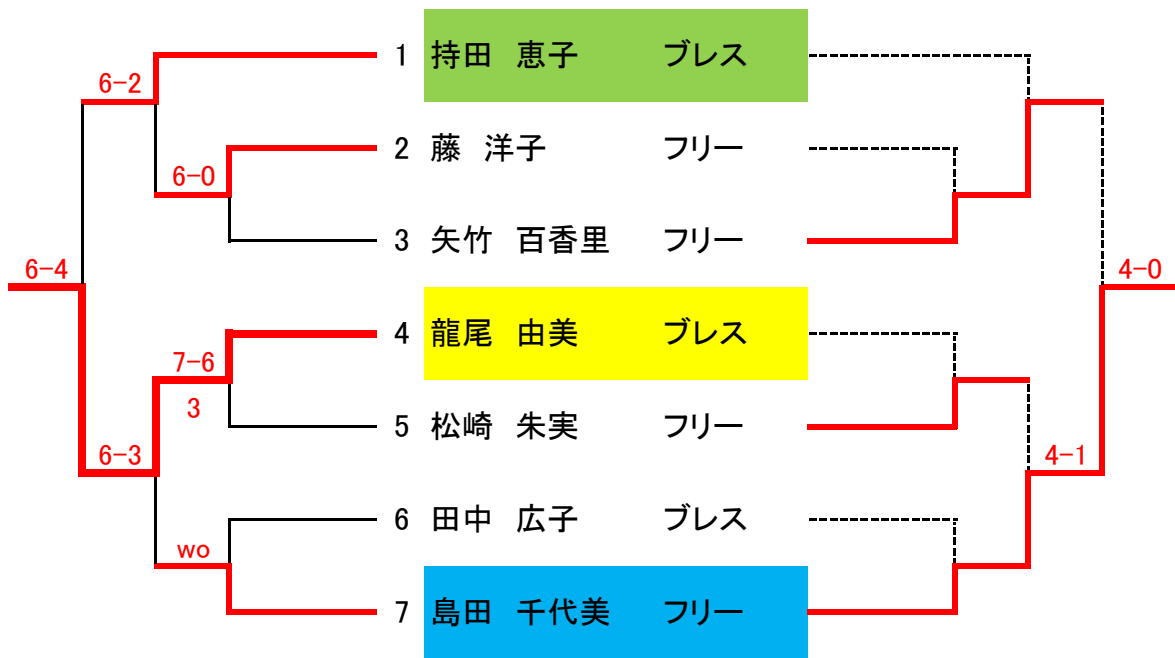 1 持田 恵子 ブレス
6-2
2 藤 洋子 フリー
6-0
3 矢竹 百香里 フリー
6-4
4-0
4 龍尾 由美 ブレス
7-6
3
5 松崎 朱実 フリー
6-3
4-1
6 田中 広子 ブレス
wo
7 島田 千代美 フリー